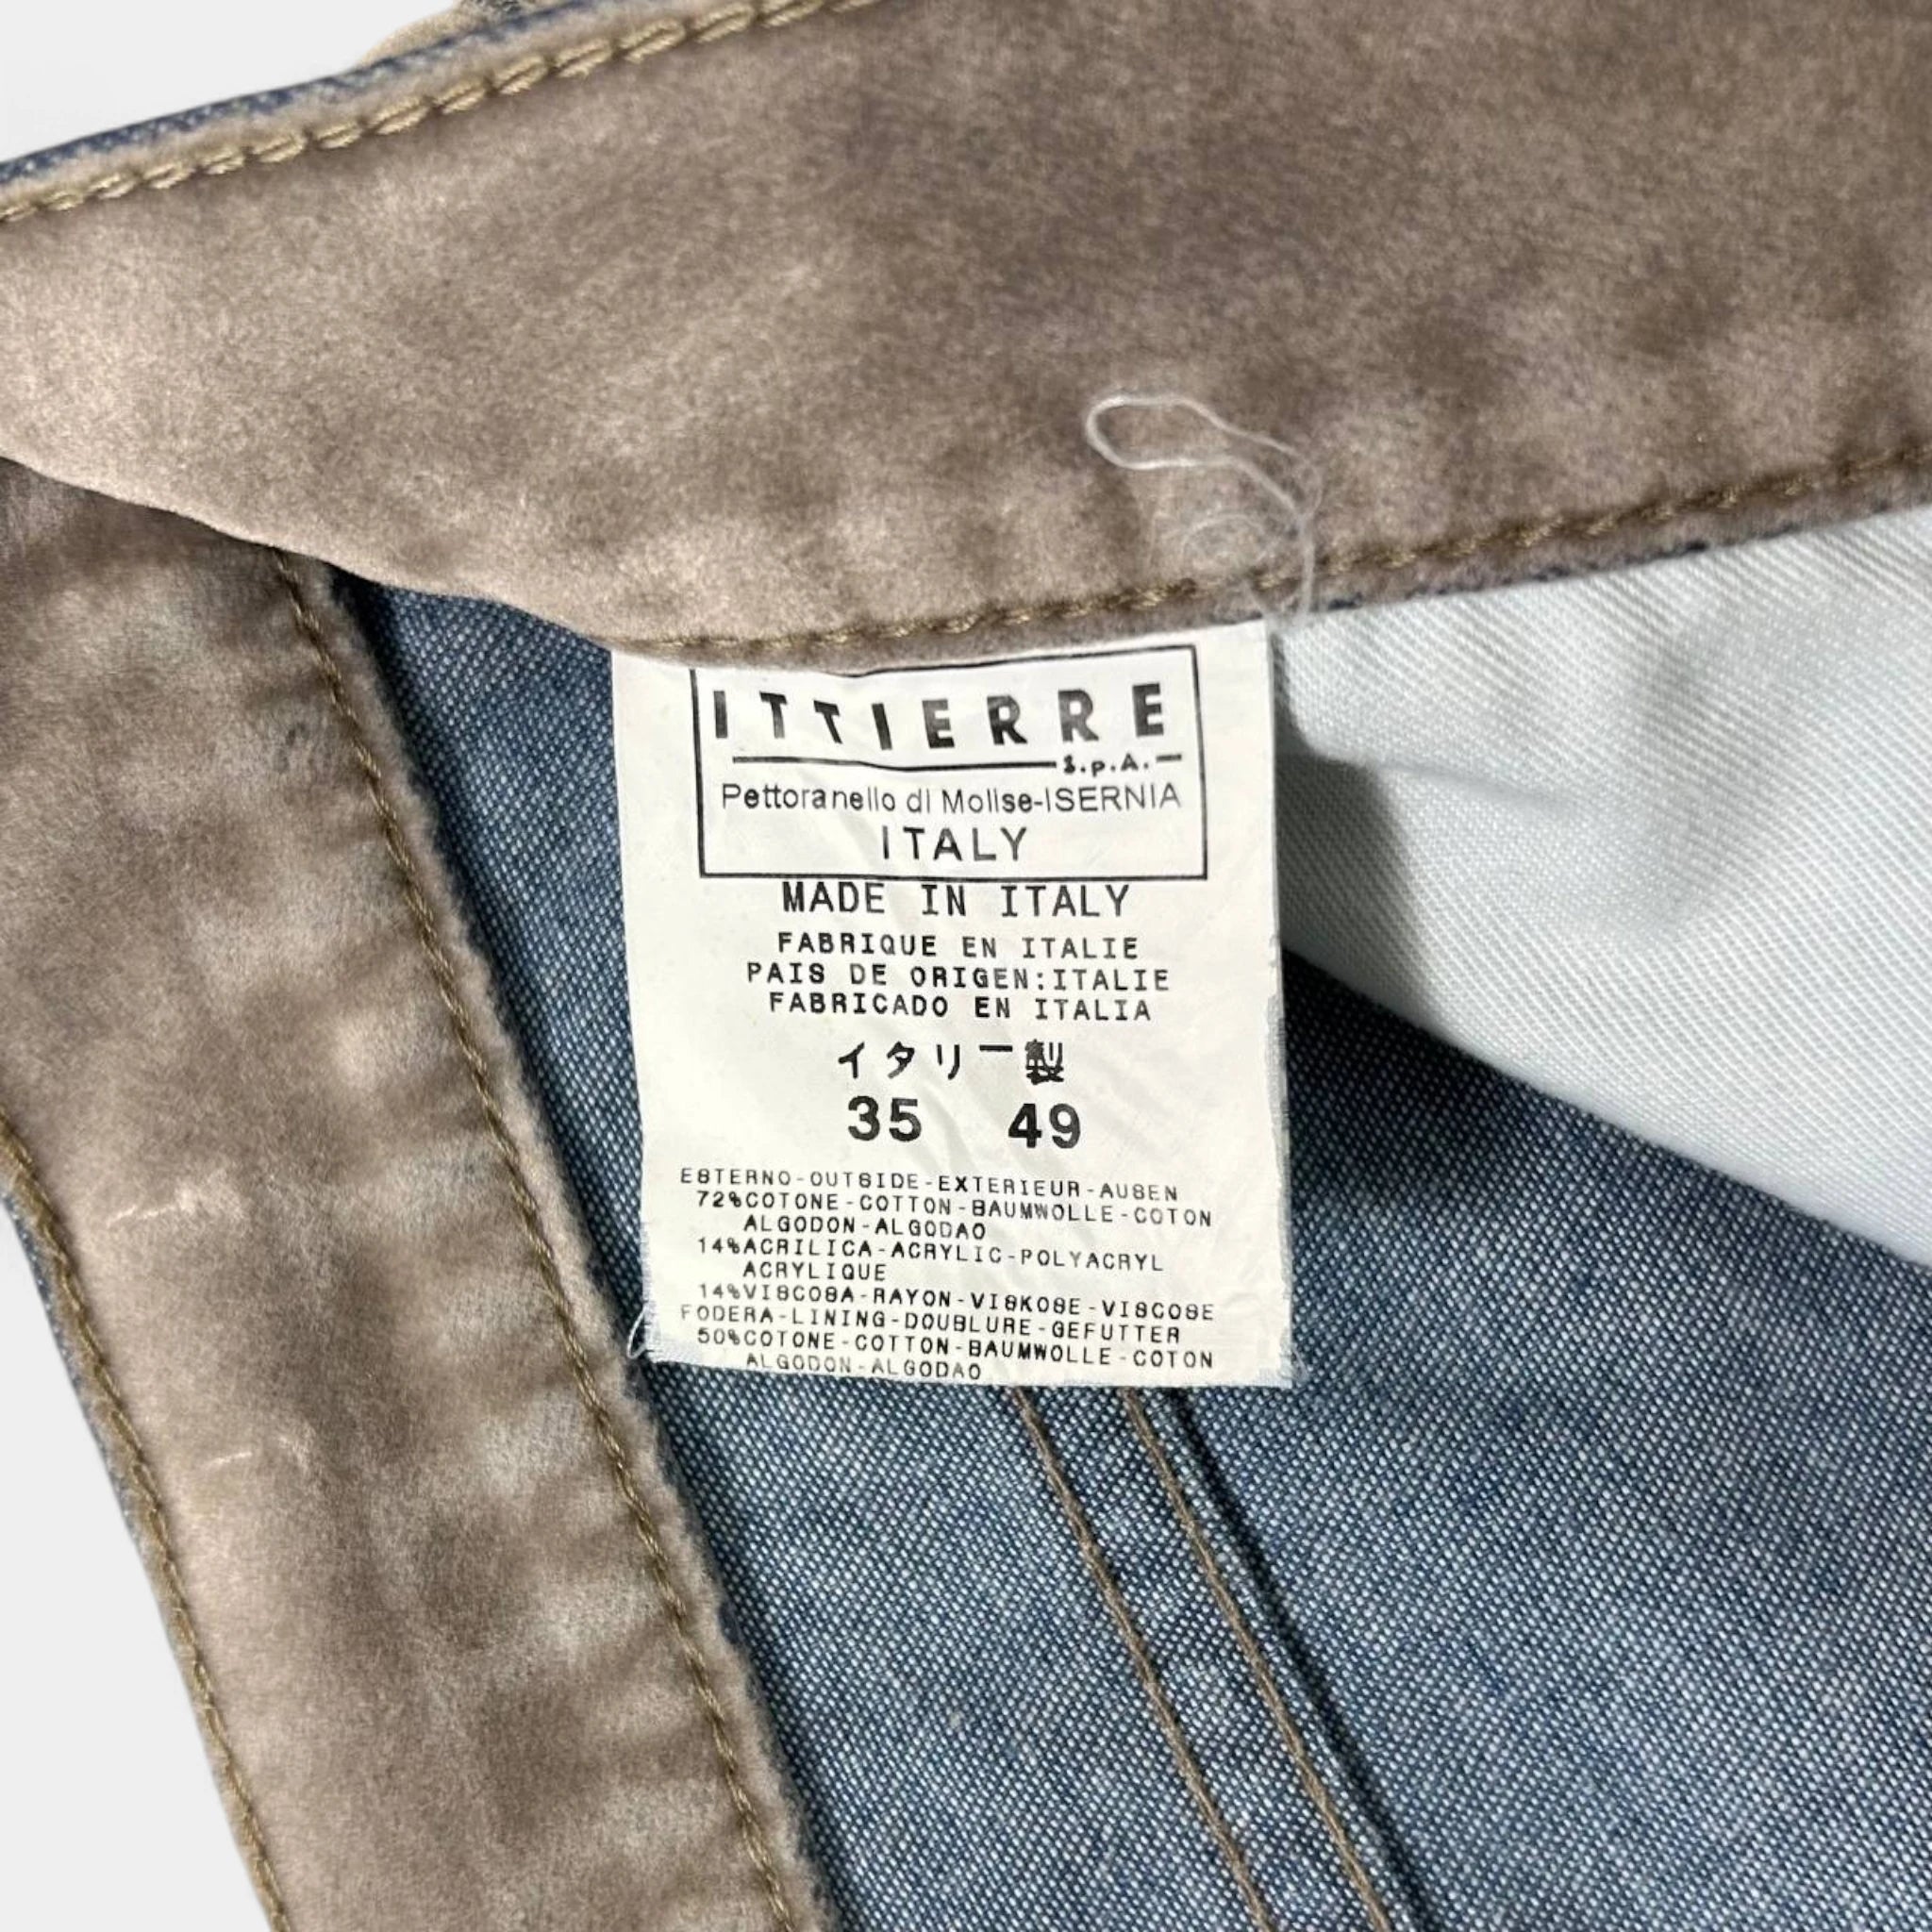 ITTIERRE
S.p.A.
Pettoranello di Molise-ISERNIA
ITALY
MADE IN ITALY
FABRIQUE EN ITALIE
PAIS DE ORIGEN:ITALIE
FABRICADO EN ITALIA
イタリー製
35 49
ESTERNO-OUTSIDE-EXTERIEUR-AUSEN
72%COTONE-COTTON-BAUMWOLLE-COTON
ALGODON-ALGODAO
14%ACRILICA-ACRYLIC-POLYACRYL
ACRYLIQUE
14%VISCOSA-RAYON-VISKOSE-VISCOSE
FODERA-LINING-DOUBLURE-GEFUTTER
50%COTONE-COTTON-BAUMWOLLE-COTON
ALGODON-ALGODAO